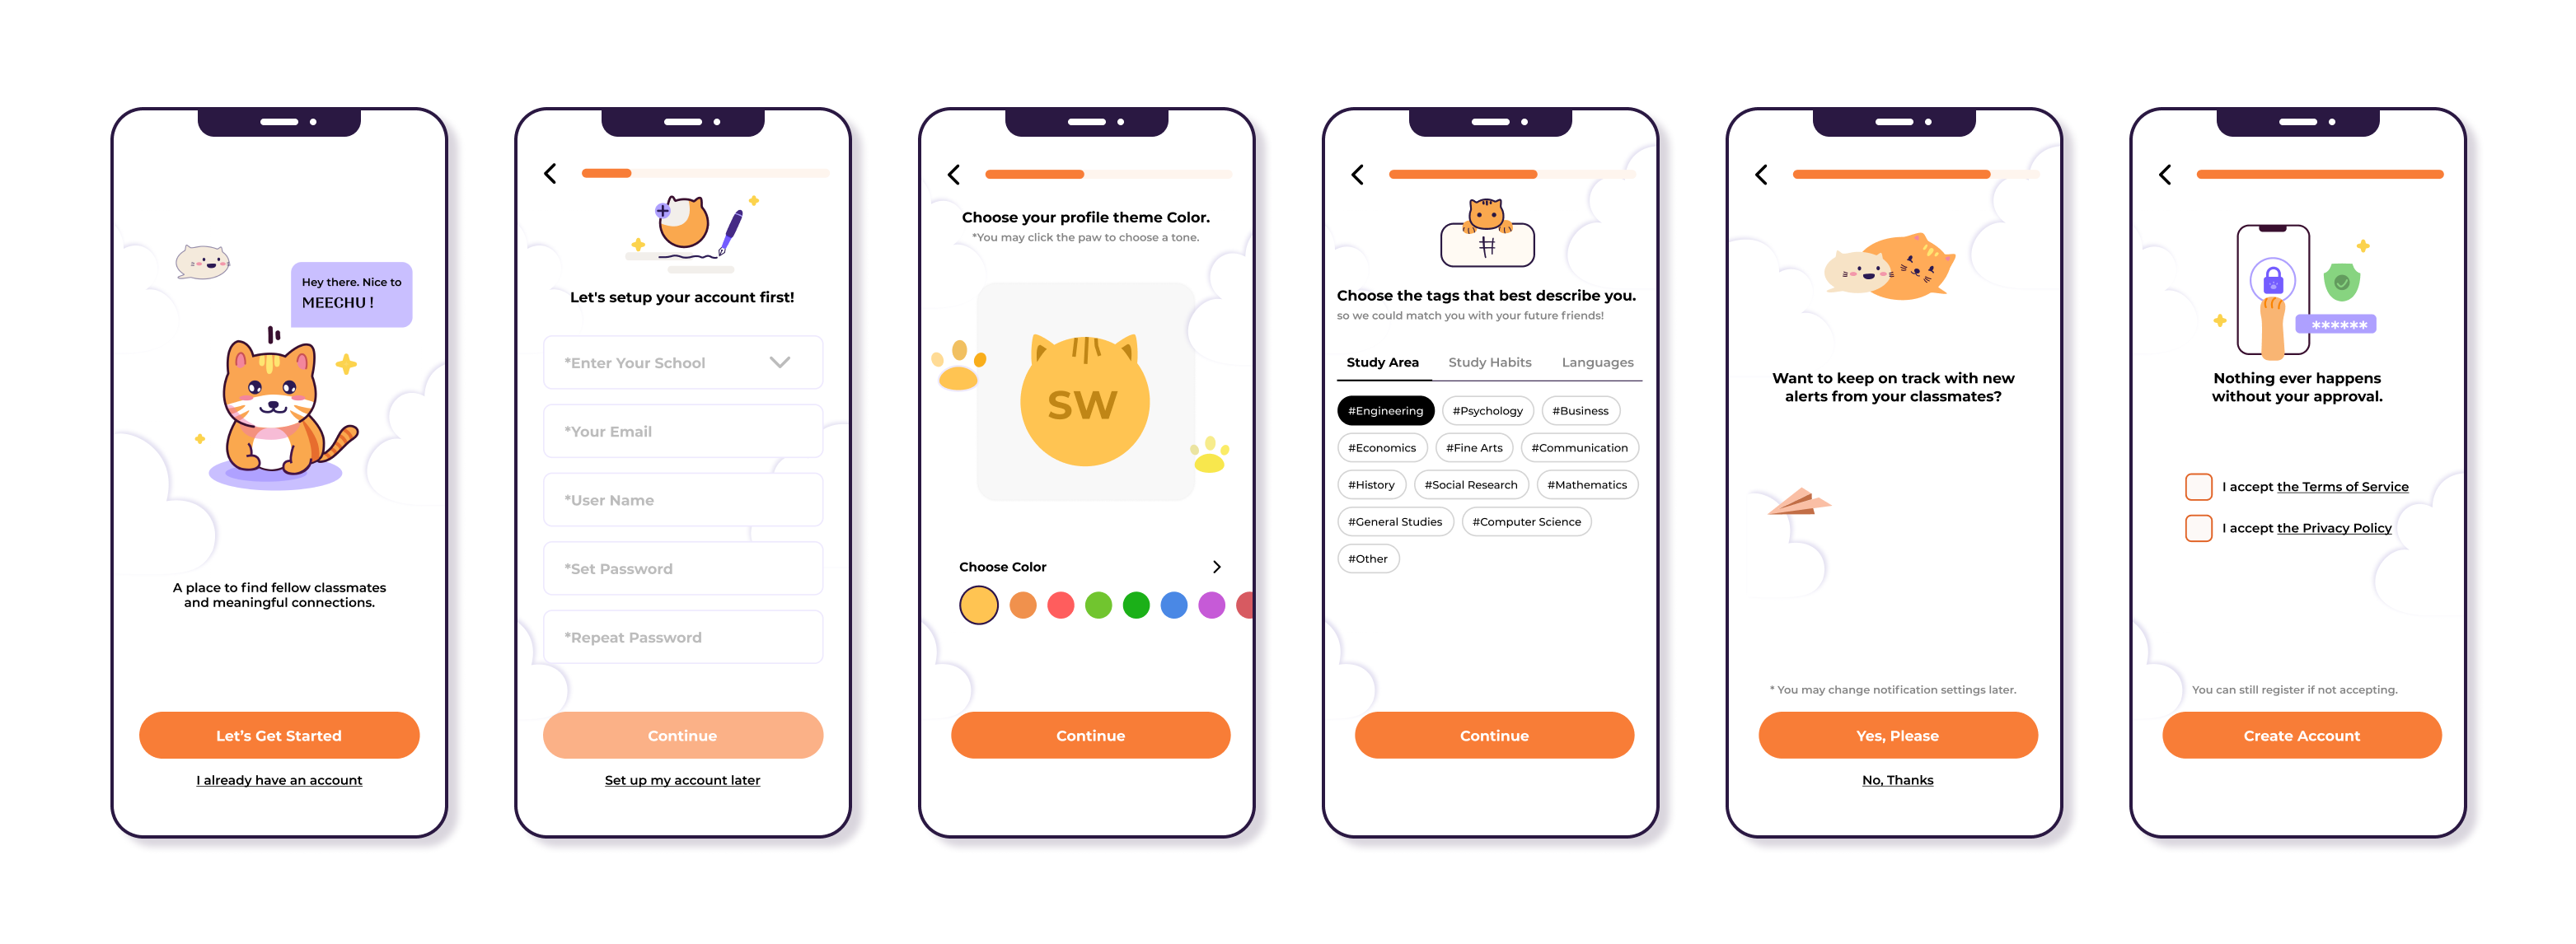 Hey there. Nice to
MEECHU !
A place to find fellow classmates
and meaningful connections.
Let's Get Started
I already have an account
Let's setup your account first!
*Enter Your School
*Your Email
*User Name
*Set Password
*Repeat Password
Continue
Set up my account later
Choose your profile theme Color.
*You may click the paw to choose a tone.
SW
Choose Color
Continue
#
Choose the tags that best describe you.
so we could match you with your future friends!
Study Area Study Habits Languages
#Engineering #Psychology #Business
#Economics #Fine Arts #Communication
#History #Social Research #Mathematics
#General Studies #Computer Science
#Other
Continue
Want to keep on track with new
alerts from your classmates?
* You may change notification settings later.
Yes, Please
No, Thanks
******
Nothing ever happens
without your approval.
I accept the Terms of Service
I accept the Privacy Policy
You can still register if not accepting.
Create Account